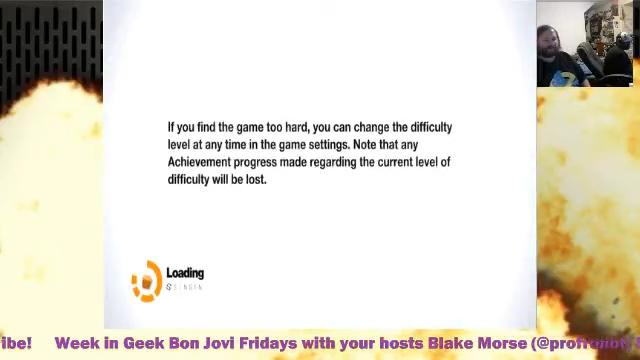 If you find the game too hard, you can change the difficulty
level at any time in the game settings. Note that any
Achievement progress made regarding the current level of
difficulty will be lost.
Loading
ibe! Week in Geek Bon Jovi Fridays with your hosts Blake Morse